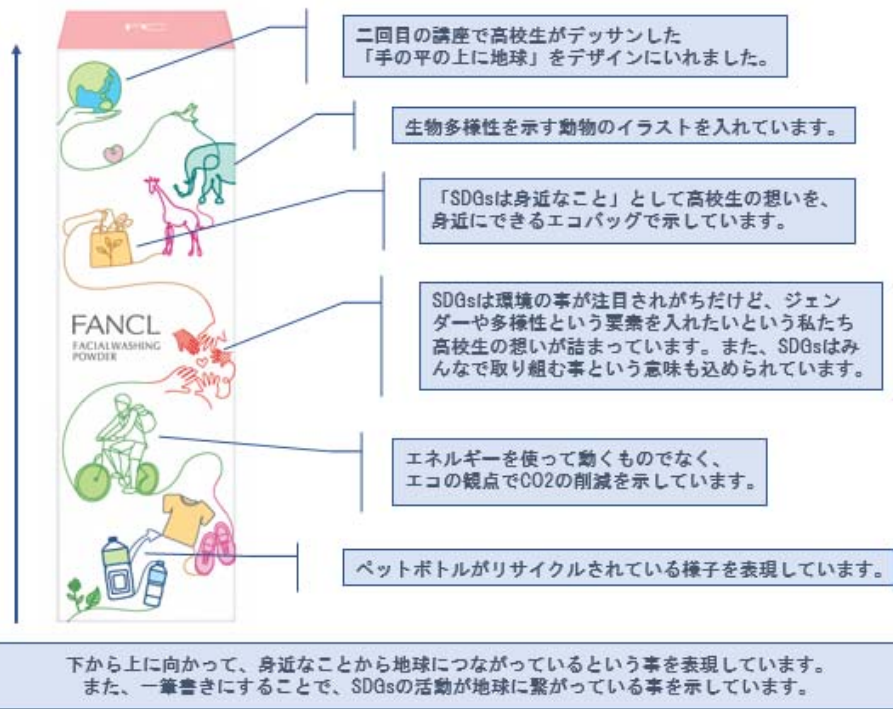 二回目の講座で高校生がデッサンした
「手の平の上に地球」をデザインにいれました。
生物多様性を示す動物のイラストを入れています。
「SDGsは身近なこと」として高校生の想いを、
身近にできるエコバッグで示しています。
FANCL
FACIALWASHING
POWDER
SDGsは環境の事が注目されがちだけど、ジェン
ダーや多様性という要素を入れたいという私たち
高校生の想いが詰まっています。また、SDGsはみ
んなで取り組む事という意味も込められています。
エネルギーを使って動くものでなく、
エコの観点でCO2の削減を示しています。
ペットボトルがリサイクルされている様子を表現しています。
下から上に向かって、身近なことから地球につながっているという事を表現しています。
また、一筆書きにすることで、SDGsの活動が地球に繋がっている事を示しています。